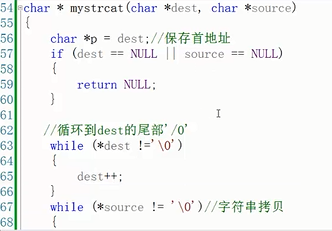 54 char * mystrcat(char *dest, char *source)
55 {
56 char *p = dest;//保存首地址
57 if (dest == NULL || source == NULL)
58 {
59 return NULL;
60 }
61
62 //循环到dest的尾部'/0'
63 while (*dest !='\0')
64 {
65 dest++;
66 }
67 while (*source != '\0')//字符串拷贝
68 {